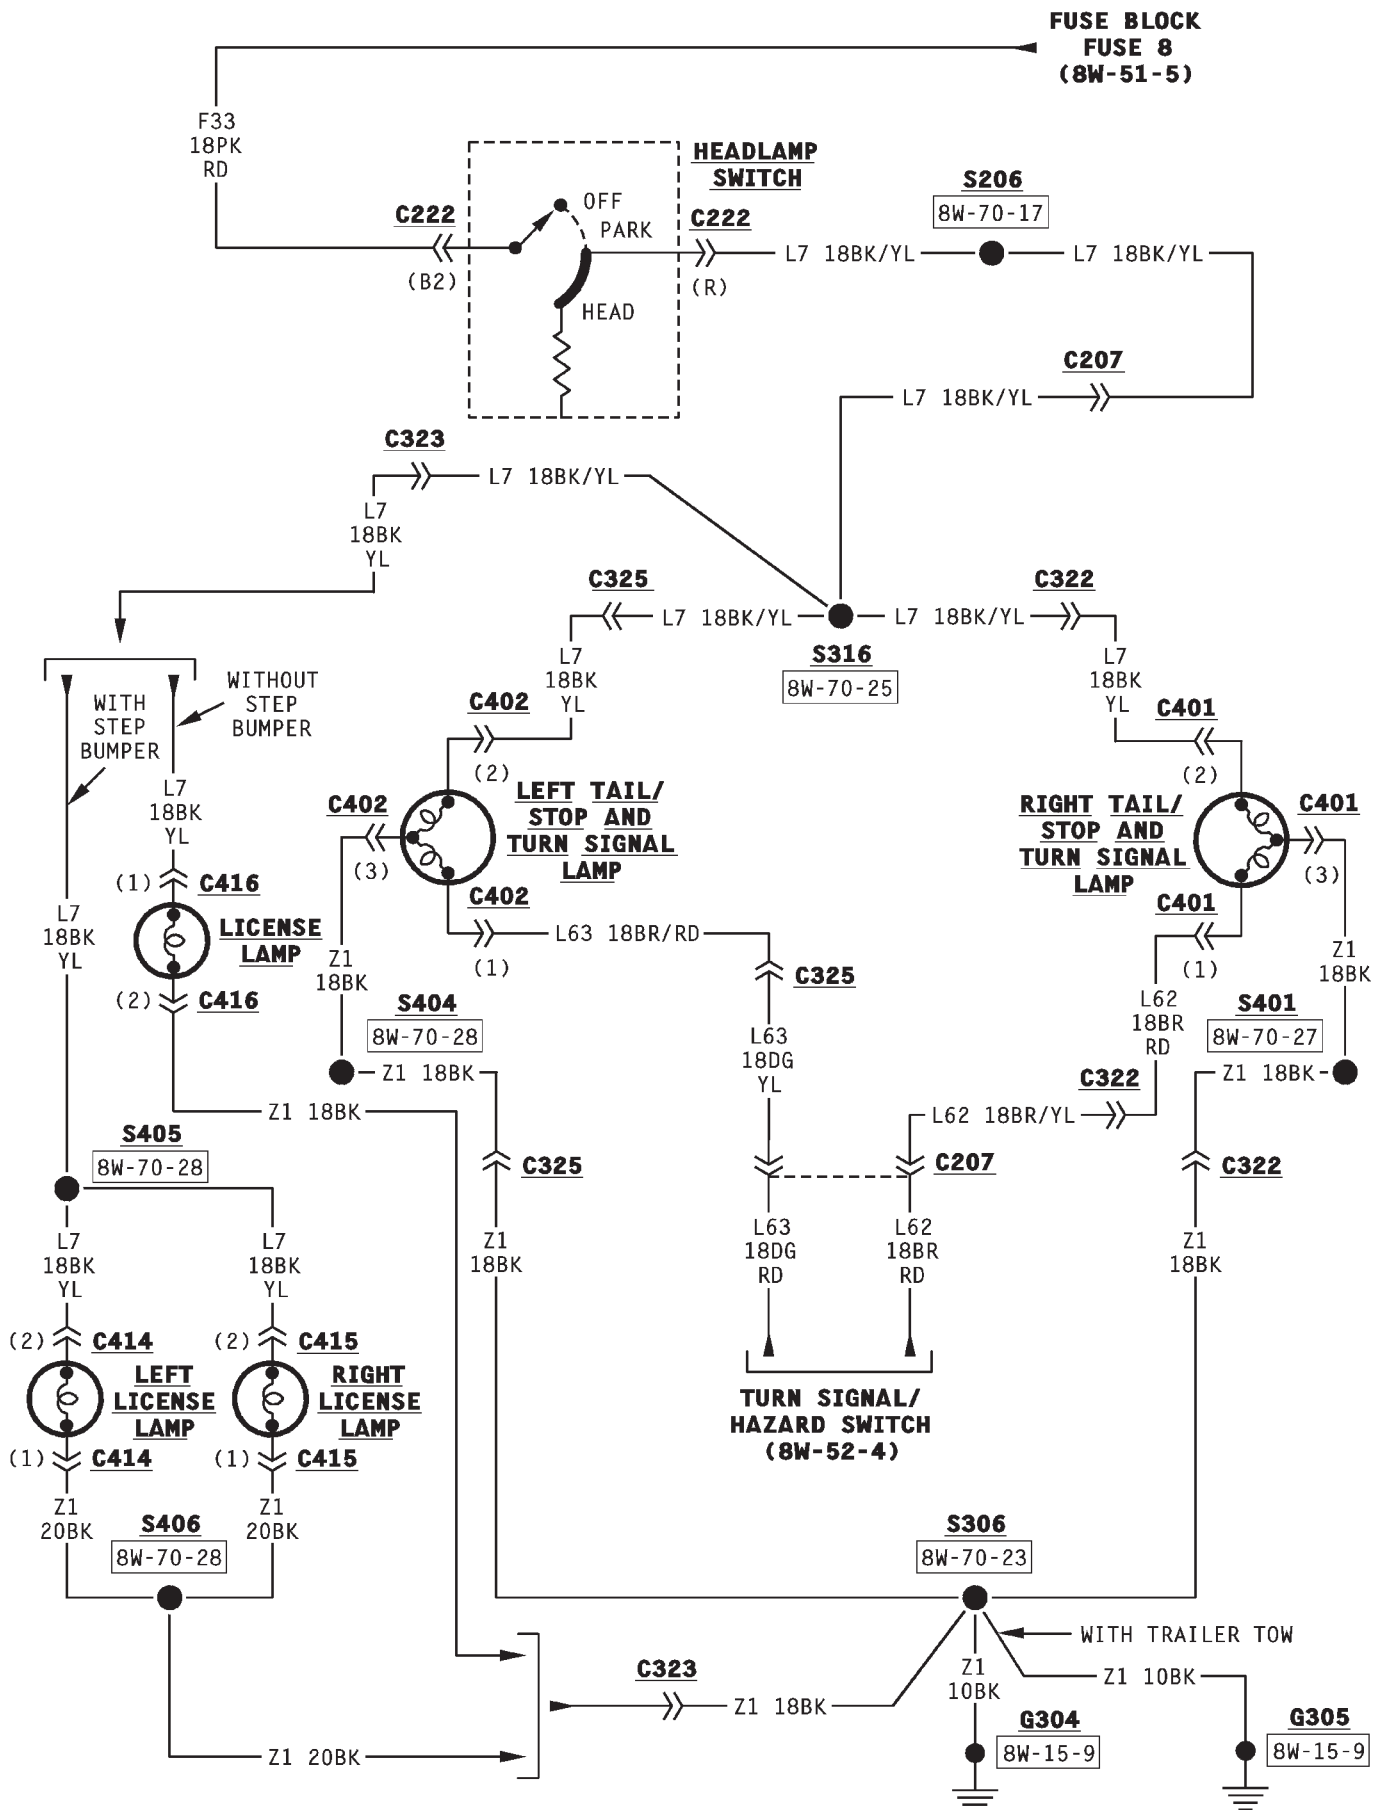 FUSE BLOCK
FUSE 8
(8W-51-5)
F33
18PK
RD
HEADLAMP
SWITCH
OFF
PARK
HEAD
C222
(B2)
C222
(R)
L7 18BK/YL
S206
8W-70-17
L7 18BK/YL
C207
L7 18BK/YL
C323
L7 18BK/YL
L7
18BK
YL
C325
L7 18BK/YL
L7 18BK/YL
C322
S316
8W-70-25
L7
18BK
YL
L7
18BK
YL
WITH
STEP
BUMPER
WITHOUT
STEP
BUMPER
C402
(2)
C401
(2)
L7
18BK
YL
C402
(3)
LEFT TAIL/
STOP AND
TURN SIGNAL
LAMP
RIGHT TAIL/
STOP AND
TURN SIGNAL
LAMP
C401
(3)
(1)
C416
LICENSE
LAMP
(2)
C416
L7
18BK
YL
C402
(1)
L63 18BR/RD
C401
(1)
Z1
18BK
C325
Z1
18BK
S404
8W-70-28
Z1 18BK
L63
18DG
YL
L62
18BR
RD
S401
8W-70-27
Z1 18BK
C322
L62 18BR/YL
Z1 18BK
S405
8W-70-28
C325
C207
C322
L7
18BK
YL
L7
18BK
YL
Z1
18BK
L63
18DG
RD
L62
18BR
RD
Z1
18BK
(2)
C414
(2)
C415
LEFT
LICENSE
LAMP
RIGHT
LICENSE
LAMP
(1)
C414
(1)
C415
TURN SIGNAL/
HAZARD SWITCH
(8W-52-4)
Z1
20BK
Z1
20BK
S406
8W-70-28
S306
8W-70-23
WITH TRAILER TOW
C323
Z1 18BK
Z1
10BK
Z1 10BK
G304
8W-15-9
G305
8W-15-9
Z1 20BK